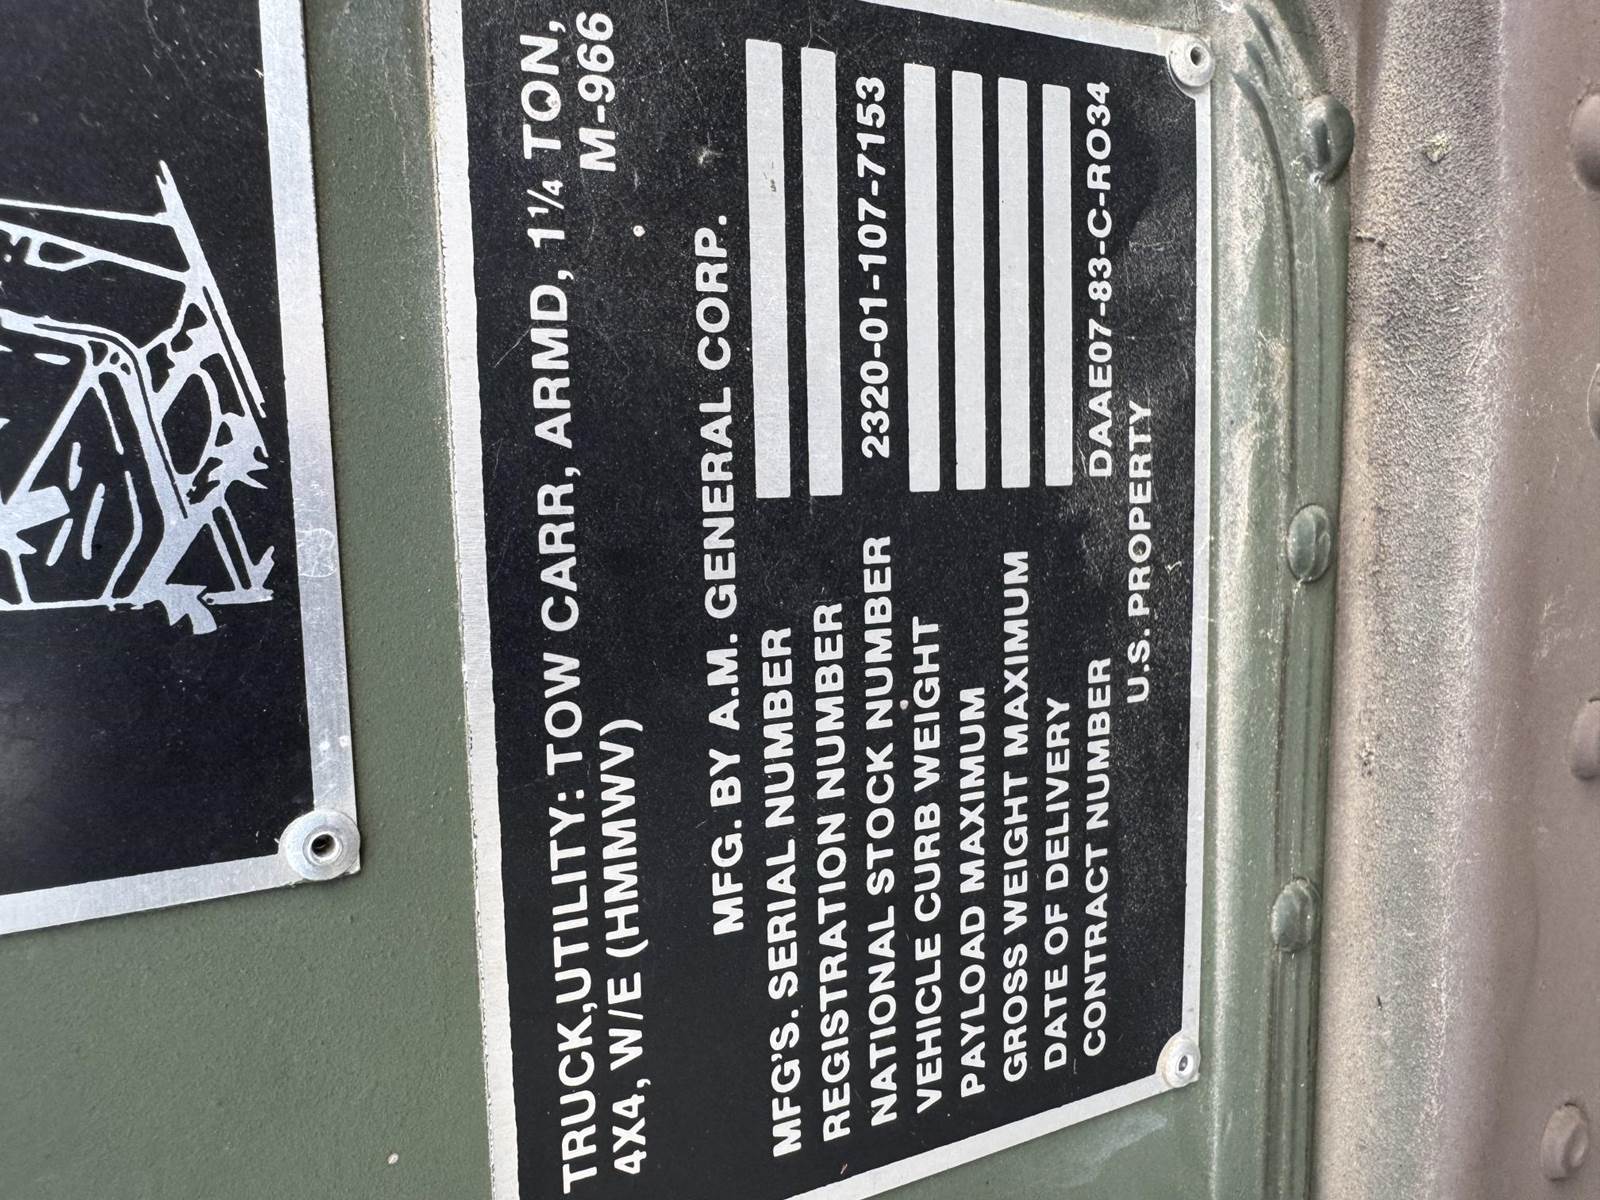 TRUCK,UTILITY: TOW CARR, ARMD, 1¼ TON,
4X4, W/E (HMMWV) M-966
MFG. BY A.M. GENERAL CORP.
MFG'S. SERIAL NUMBER
REGISTRATION NUMBER
NATIONAL STOCK NUMBER 2320-01-107-7153
VEHICLE CURB WEIGHT
PAYLOAD MAXIMUM
GROSS WEIGHT MAXIMUM
DATE OF DELIVERY
CONTRACT NUMBER DAAE07-83-C-RO34
U.S. PROPERTY